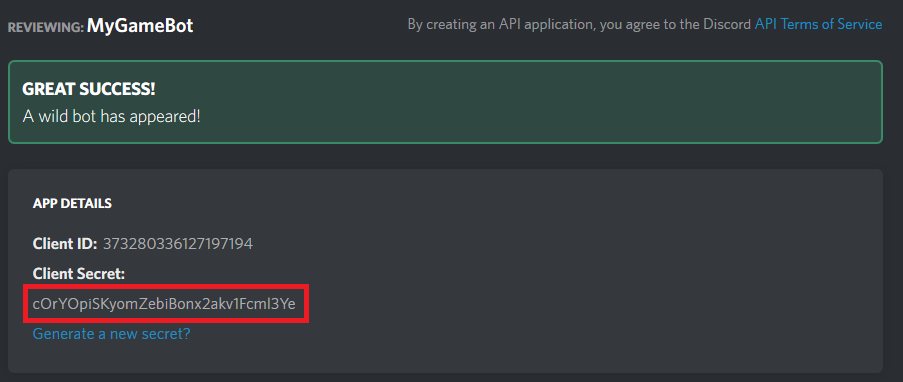 REVIEWING: MyGameBot
By creating an API application, you agree to the Discord API Terms of Service
GREAT SUCCESS!
A wild bot has appeared!
APP DETAILS
Client ID: 373280336127197194
Client Secret:
cOrYOpiSKyomZebiBonx2akv1Fcml3Ye
Generate a new secret?